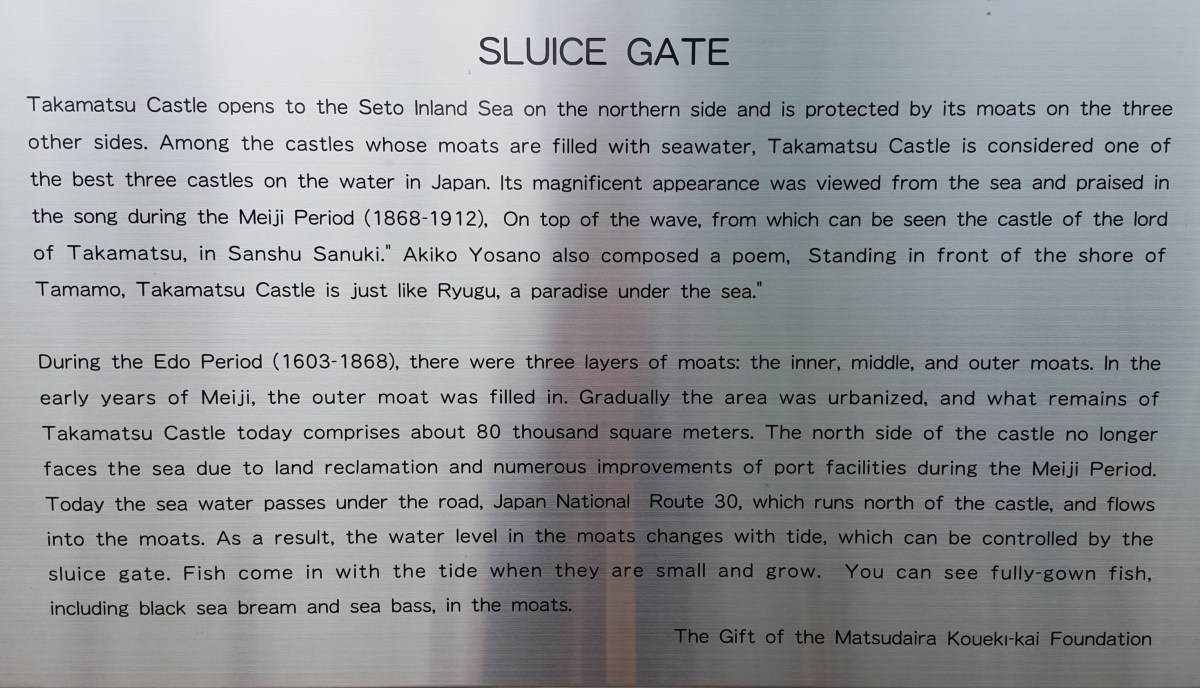 SLUICE GATE
Takamatsu Castle opens to the Seto Inland Sea on the northern side and is protected by its moats on the three
other sides. Among the castles whose moats are filled with seawater, Takamatsu Castle is considered one of
the best three castles on the water in Japan. Its magnificent appearance was viewed from the sea and praised in
the song during the Meiji Period (1868-1912), On top of the wave, from which can be seen the castle of the lord
of Takamatsu, in Sanshu Sanuki." Akiko Yosano also composed a poem, Standing in front of the shore of
Tamamo, Takamatsu Castle is just like Ryugu, a paradise under the sea."
During the Edo Period (1603-1868), there were three layers of moats: the inner, middle, and outer moats. In the
early years of Meiji, the outer moat was filled in. Gradually the area was urbanized, and what remains of
Takamatsu Castle today comprises about 80 thousand square meters. The north side of the castle no longer
faces the sea due to land reclamation and numerous improvements of port facilities during the Meiji Period.
Today the sea water passes under the road, Japan National Route 30, which runs north of the castle, and flows
into the moats. As a result, the water level in the moats changes with tide, which can be controlled by the
sluice gate. Fish come in with the tide when they are small and grow. You can see fully-gown fish,
including black sea bream and sea bass, in the moats.
The Gift of the Matsudaira Koueki-kai Foundation